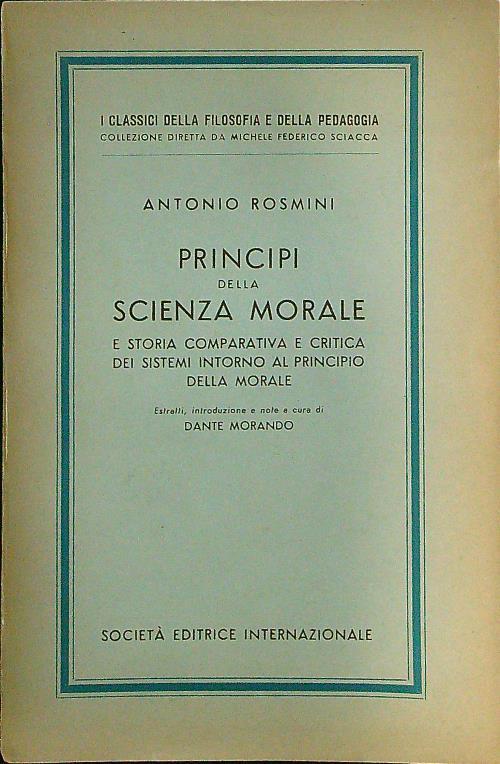 I CLASSICI DELLA FILOSOFIA E DELLA PEDAGOGIA
COLLEZIONE DIRETTA DA MICHELE FEDERICO SCIACCA
ANTONIO ROSMINI
PRINCIPI
DELLA
SCIENZA MORALE
E STORIA COMPARATIVA E CRITICA
DEI SISTEMI INTORNO AL PRINCIPIO
DELLA MORALE
Estratti, introduzione e note a cura di
DANTE MORANDO
SOCIETÀ EDITRICE INTERNAZIONALE